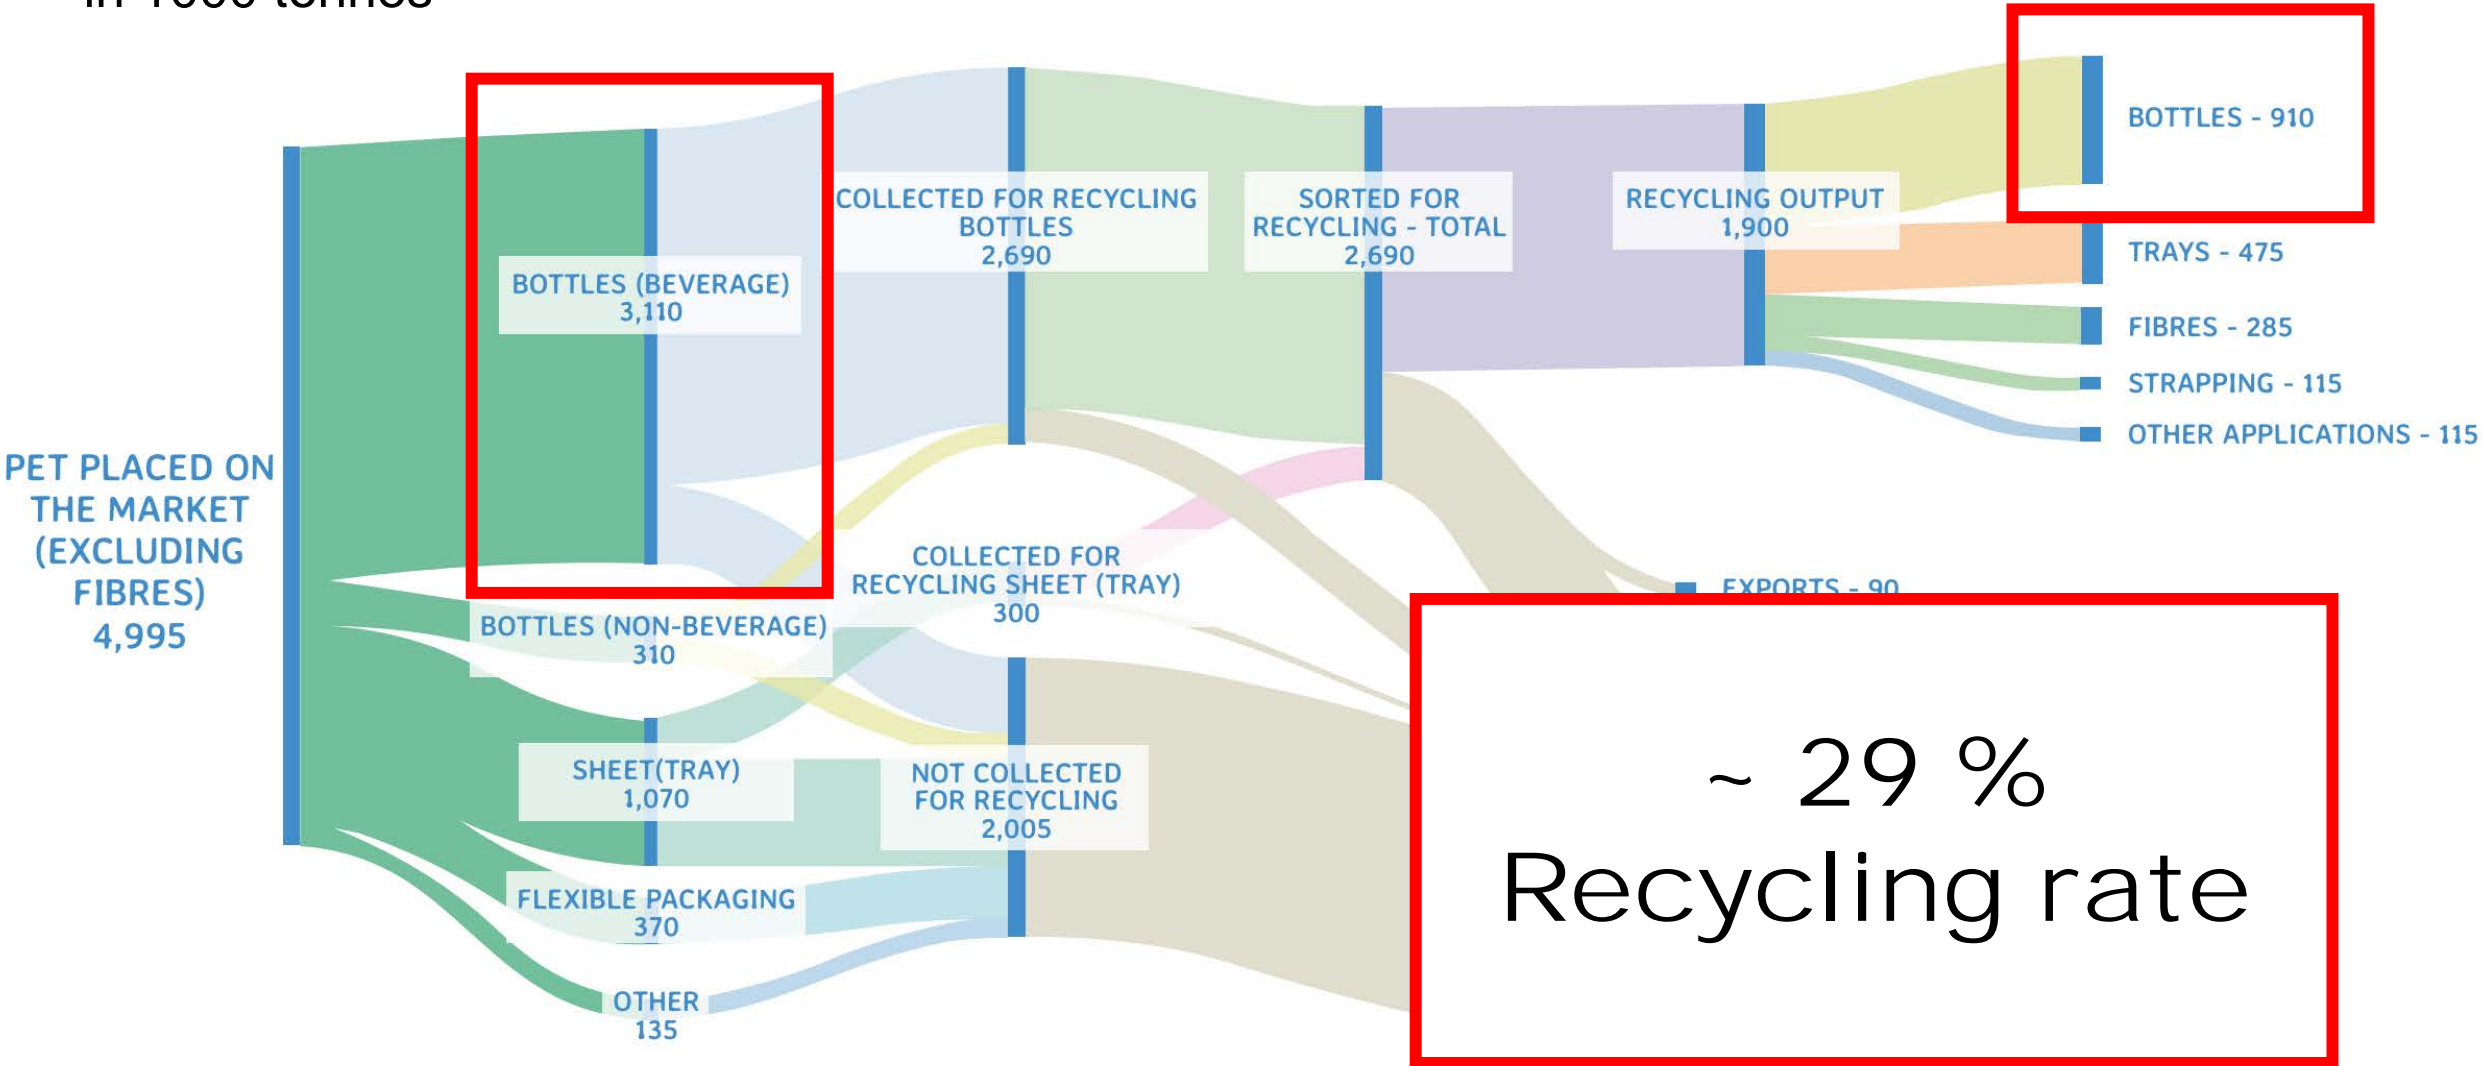 in 1000 tonnes
PET PLACED ON
THE MARKET
(EXCLUDING
FIBRES)
4,995
BOTTLES (BEVERAGE)
3,110
BOTTLES (NON-BEVERAGE)
310
SHEET(TRAY)
1,070
FLEXIBLE PACKAGING
370
OTHER
135
COLLECTED FOR RECYCLING
BOTTLES
2,690
COLLECTED FOR
RECYCLING SHEET (TRAY)
300
NOT COLLECTED
FOR RECYCLING
2,005
SORTED FOR
RECYCLING - TOTAL
2,690
RECYCLING OUTPUT
1,900
BOTTLES - 910
TRAYS - 475
FIBRES - 285
STRAPPING - 115
OTHER APPLICATIONS - 115
EXPORTS - 90
~ 29 %
Recycling rate